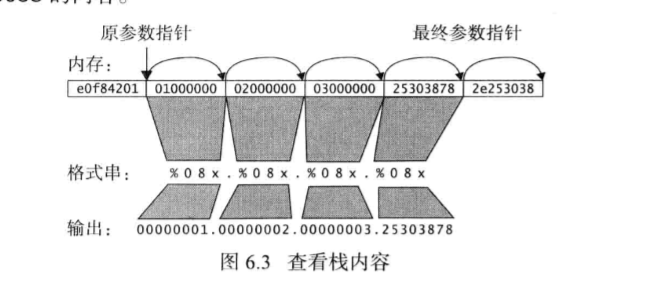 的内容。
原参数指针 最终参数指针
内存：
e0f84201 01000000 02000000 03000000 25303878 2e253038
格式串： %08x.%08x.%08x.%08x
输出： 00000001.00000002.00000003.25303878
图 6.3 查看栈内容